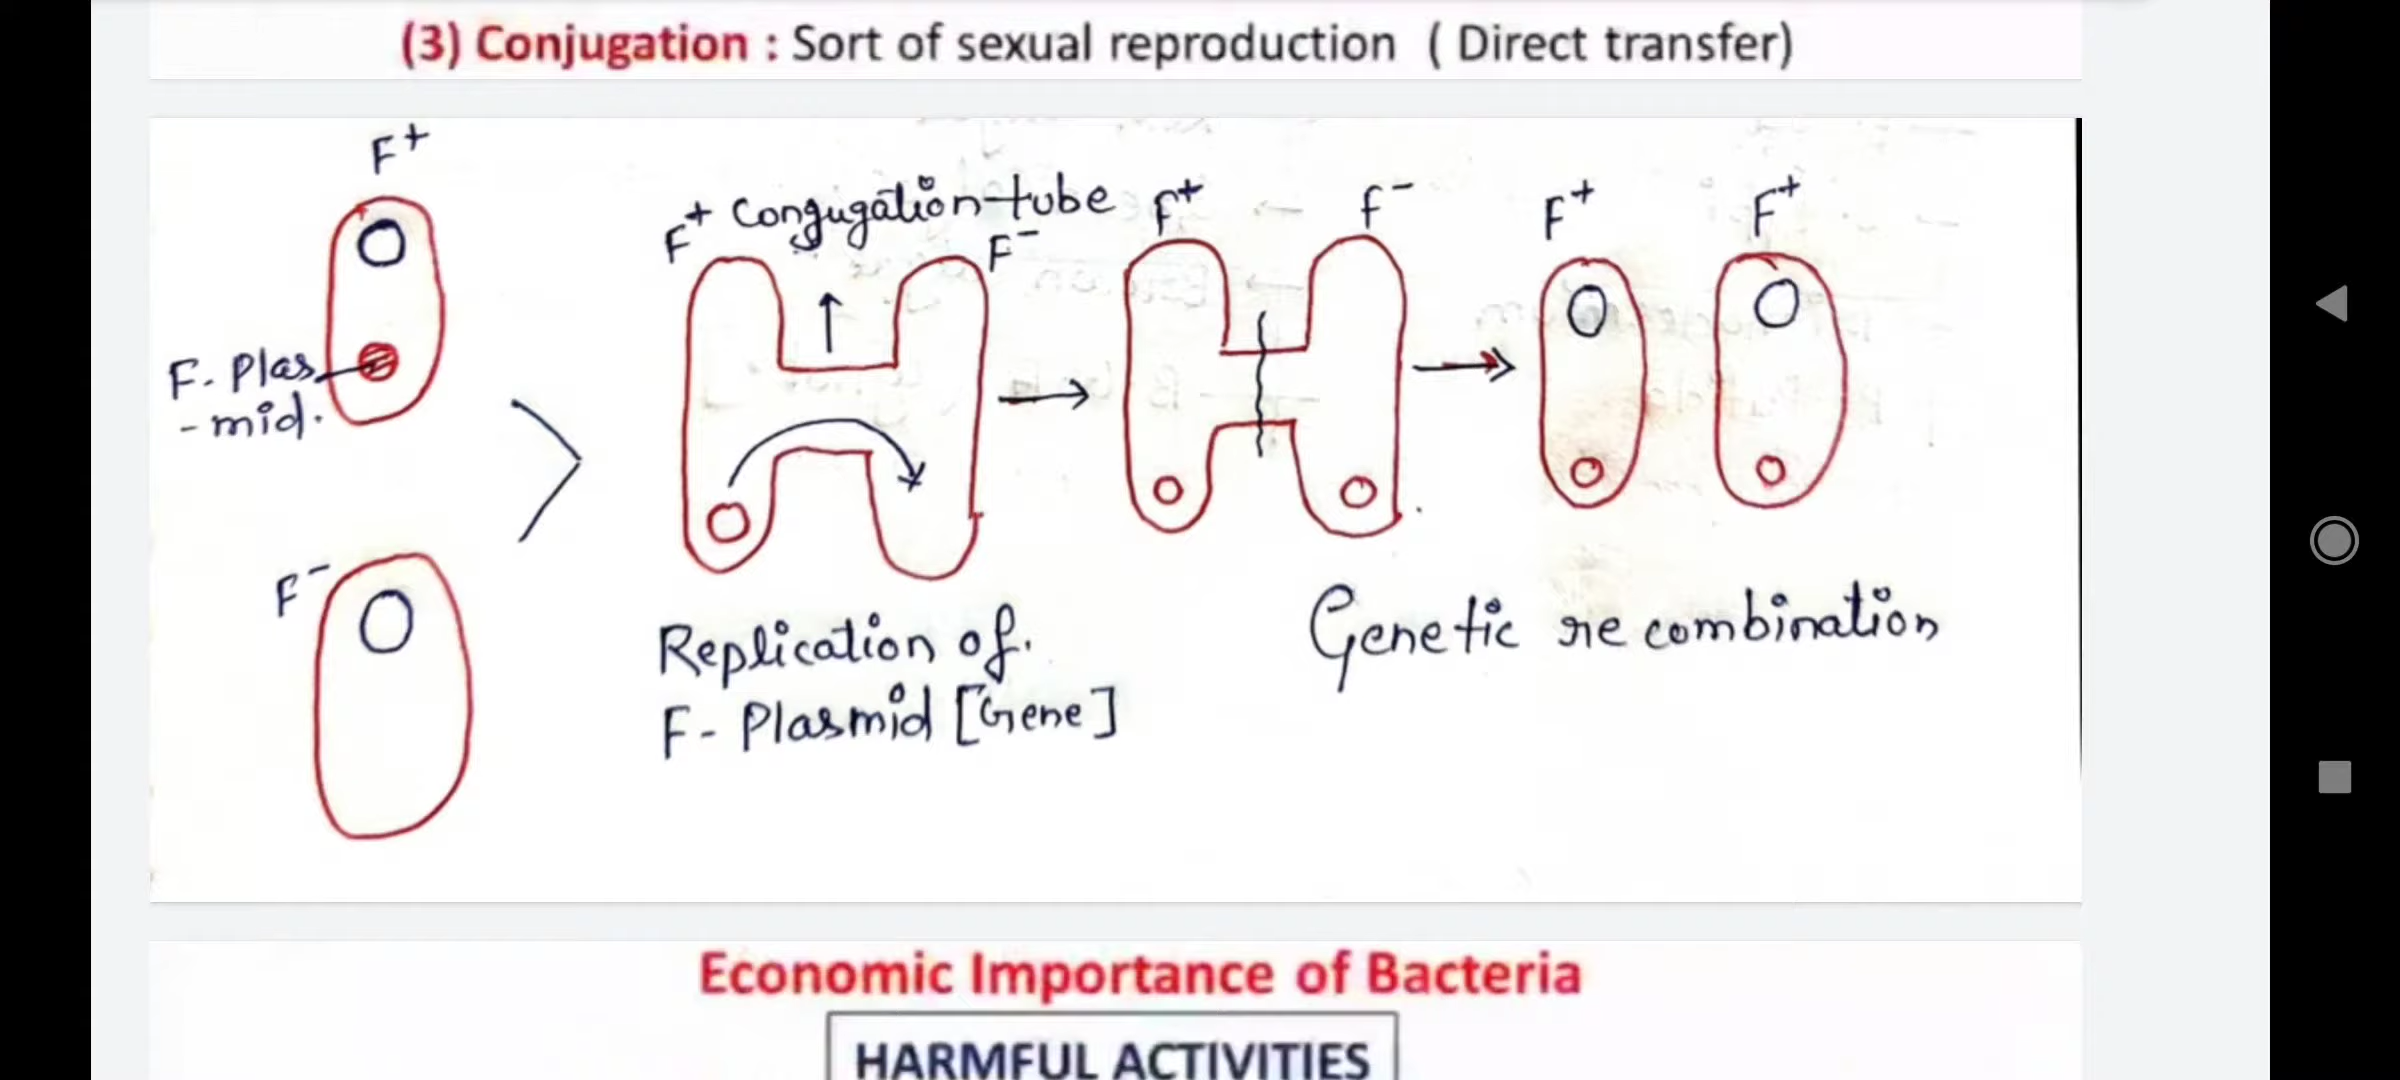 (3) Conjugation : Sort of sexual reproduction ( Direct transfer)
F+
F+ Conjugation-tube F-
F+ F-
F+ F+
F- Plas
-mid.
F-
Replication of.
F- Plasmid [Gene]
Genetic recombination
Economic Importance of Bacteria
HARMFUL ACTIVITIES